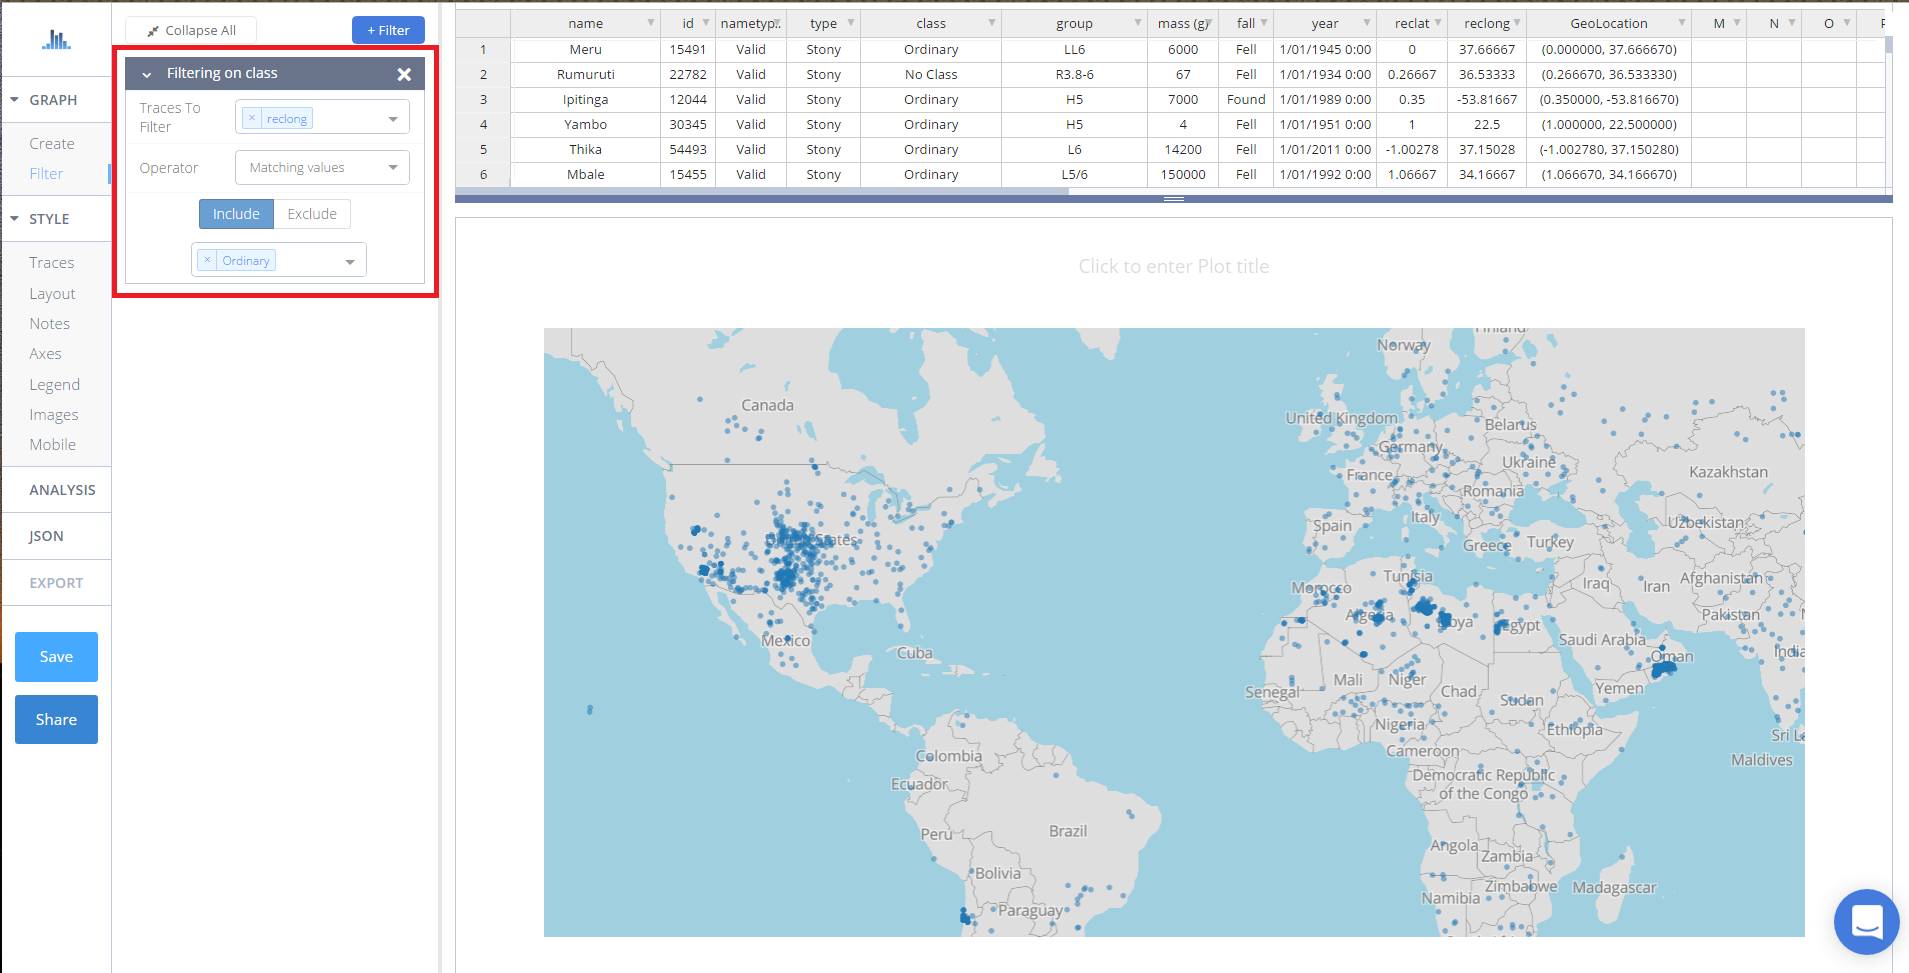 Collapse All
+ Filter
GRAPH
Create
Filter
STYLE
Traces
Layout
Notes
Axes
Legend
Images
Mobile
ANALYSIS
JSON
EXPORT
Save
Share
Filtering on class
Traces To Filter
× reclong
Operator
Matching values
Include Exclude
× Ordinary
name id nametyp.. type class group mass (g) fall year reclat reclong GeoLocation M N O
1 Meru 15491 Valid Stony Ordinary LL6 6000 Fell 1/01/1945 0:00 0 37.66667 (0.000000, 37.666670)
2 Rumuruti 22782 Valid Stony No Class R3.8-6 67 Fell 1/01/1934 0:00 0.26667 36.53333 (0.266670, 36.533330)
3 Ipitinga 12044 Valid Stony Ordinary H5 7000 Found 1/01/1989 0:00 0.35 -53.81667 (0.350000, -53.816670)
4 Yambo 30345 Valid Stony Ordinary H5 4 Fell 1/01/1951 0:00 1 22.5 (1.000000, 22.500000)
5 Thika 54493 Valid Stony Ordinary L6 14200 Fell 1/01/2011 0:00 -1.00278 37.15028 (-1.002780, 37.150280)
6 Mbale 15455 Valid Stony Ordinary L5/6 150000 Fell 1/01/1992 0:00 1.06667 34.16667 (1.066670, 34.166670)
Click to enter Plot title
Finland
Norway
Canada
United Kingdom
Belarus
Germany
Ukraine
France
Kazakhstan
Romania
Italy
Spain
Uzbekistan
United States
Greece
Turkey
Tunisia
Iraq
Iran
Afghanistan
Morocco
Algeria
Libya
Egypt
Pakistan
Mexico
Saudi Arabia
Cuba
Oman
India
Mali
Niger
Senegal
Chad
Sudan
Yemen
Nigeria
Ethiopia
Sri Le
Cameroon
Colombia
Maldives
Ecuador
Democratic Republic
of the Congo
Peru
Brazil
Angola
Zambia
Bolivia
Zimbabwe
Madagascar
Namibia
Paraguay